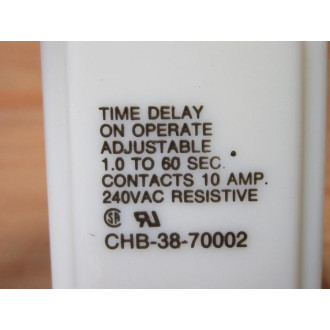 TIME DELAY
ON OPERATE
ADJUSTABLE
1.0 TO 60 SEC.
CONTACTS 10 AMP.
240VAC RESISTIVE
CHB-38-70002